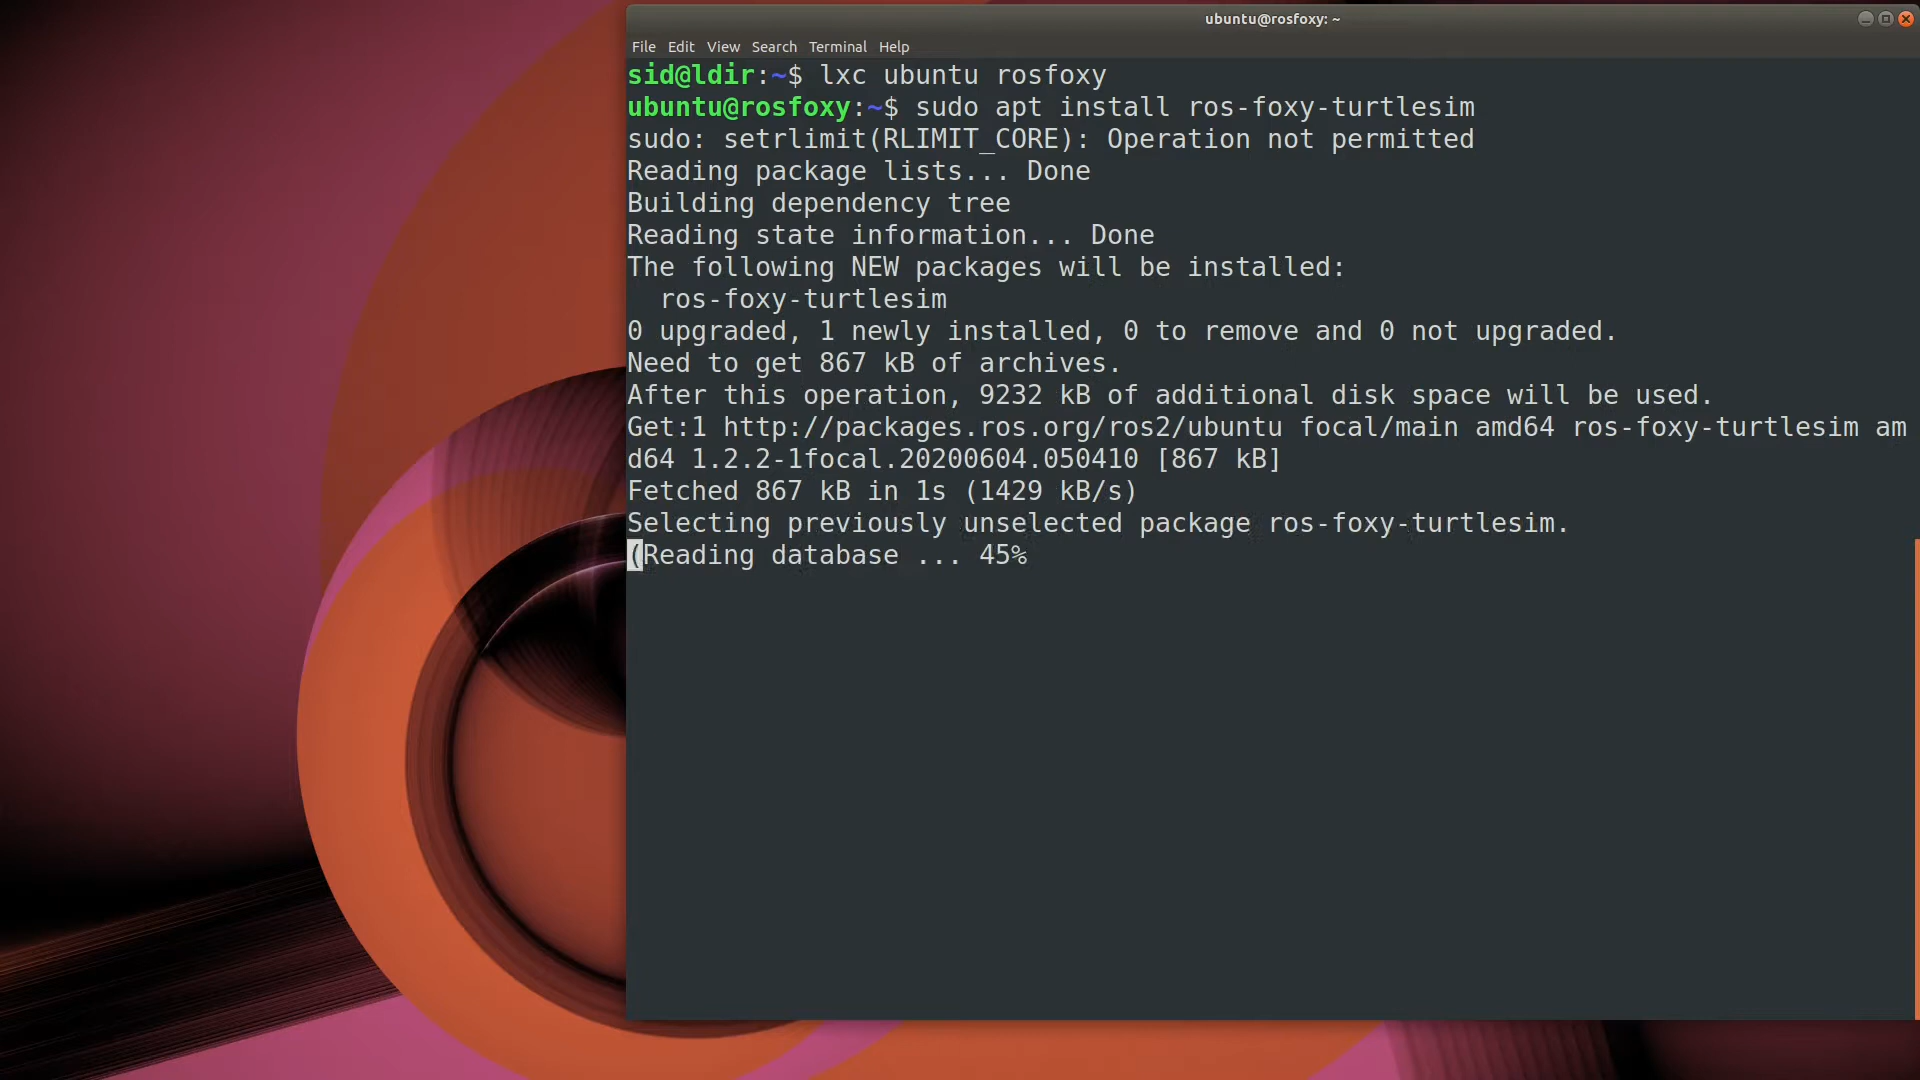 ubuntu@rosfoxy: ~
File Edit View Search Terminal Help
sid@ldir:~$ lxc ubuntu rosfoxy
ubuntu@rosfoxy:~$ sudo apt install ros-foxy-turtlesim
sudo: setrlimit(RLIMIT_CORE): Operation not permitted
Reading package lists... Done
Building dependency tree
Reading state information... Done
The following NEW packages will be installed:
  ros-foxy-turtlesim
0 upgraded, 1 newly installed, 0 to remove and 0 not upgraded.
Need to get 867 kB of archives.
After this operation, 9232 kB of additional disk space will be used.
Get:1 http://packages.ros.org/ros2/ubuntu focal/main amd64 ros-foxy-turtlesim am
d64 1.2.2-1focal.20200604.050410 [867 kB]
Fetched 867 kB in 1s (1429 kB/s)
Selecting previously unselected package ros-foxy-turtlesim.
(Reading database ... 45%